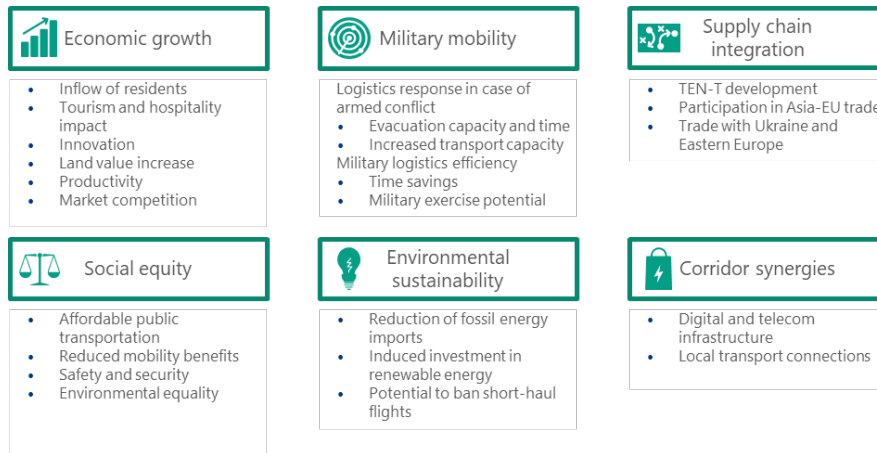 Economic growth
• Inflow of residents
• Tourism and hospitality
impact
• Innovation
• Land value increase
• Productivity
• Market competition
Military mobility
Logistics response in case of
armed conflict
• Evacuation capacity and time
• Increased transport capacity
Military logistics efficiency
• Time savings
• Military exercise potential
Supply chain
integration
• TEN-T development
• Participation in Asia-EU trade
• Trade with Ukraine and
Eastern Europe
Social equity
• Affordable public
transportation
• Reduced mobility benefits
• Safety and security
• Environmental equality
Environmental
sustainability
• Reduction of fossil energy
imports
• Induced investment in
renewable energy
• Potential to ban short-haul
flights
Corridor synergies
• Digital and telecom
infrastructure
• Local transport connections